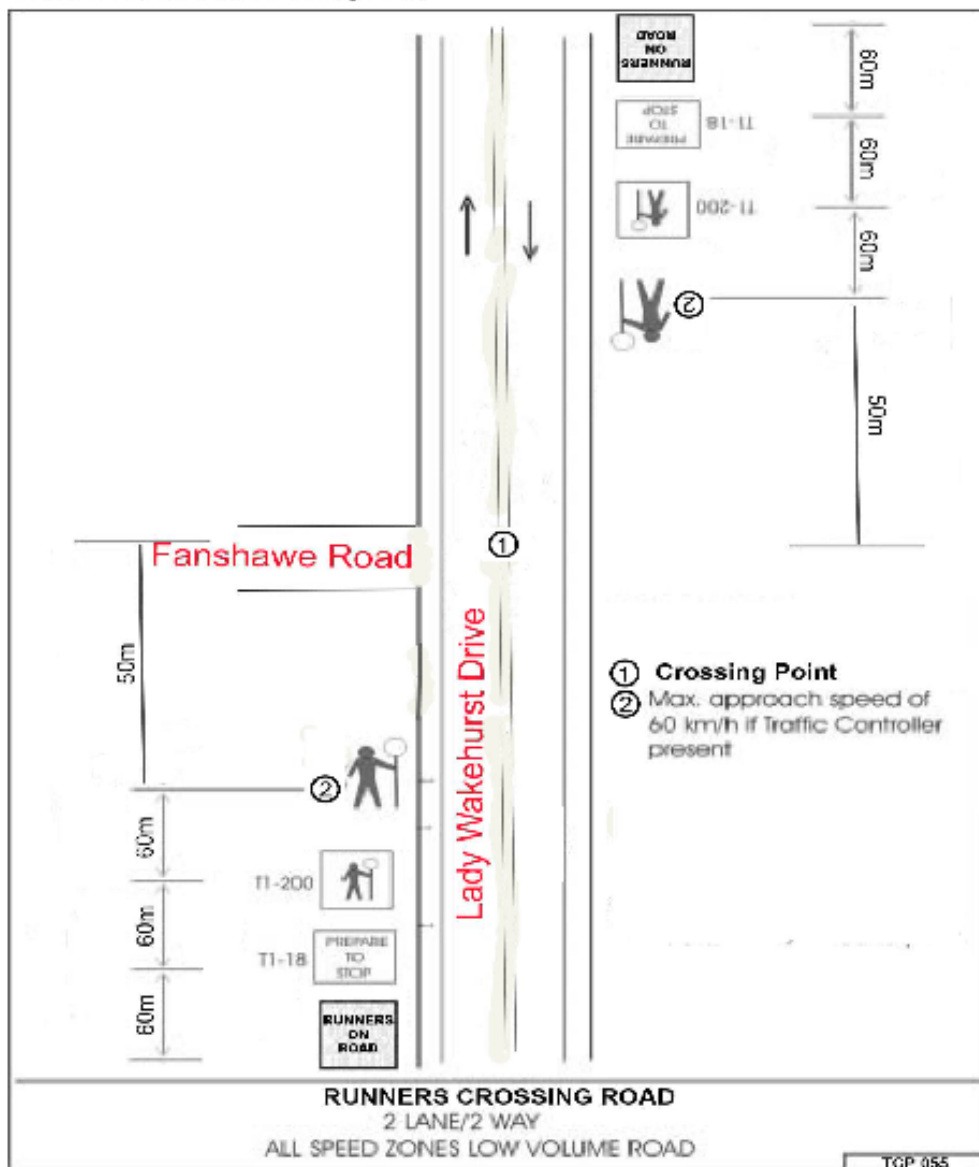 RUNNERS
ON
ROAD
60m
PREPARE
TO
STOP
T1-18
60m
T1-200
60m
2
50m
Fanshawe Road
1
Lady Wakehurst Drive
50m
1 Crossing Point
2 Max. approach speed of
60 km/h if Traffic Controller
present
2
60m
T1-200
60m
T1-18
PREPARE
TO
STOP
60m
RUNNERS
ON
ROAD
RUNNERS CROSSING ROAD
2 LANE/2 WAY
ALL SPEED ZONES LOW VOLUME ROAD
TCP 055